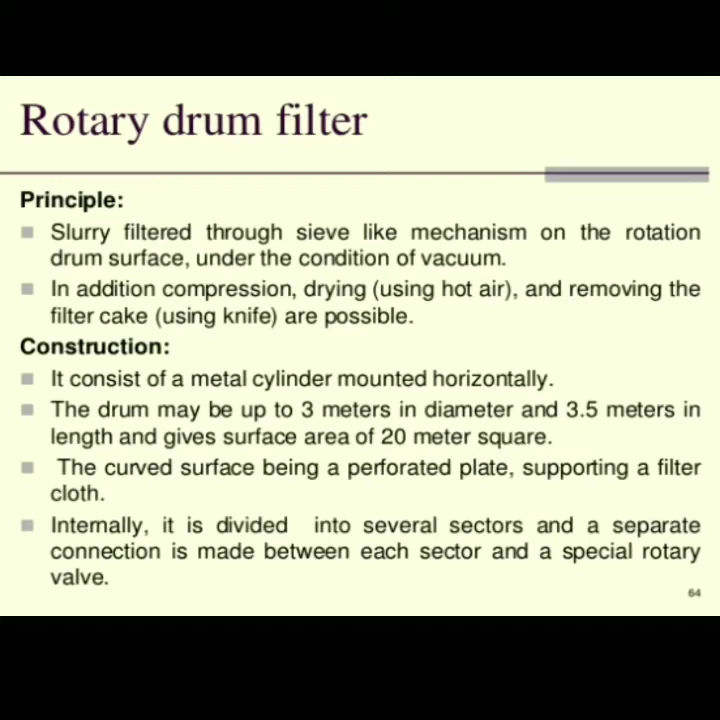 Rotary drum filter
Principle:
Slurry filtered through sieve like mechanism on the rotation
drum surface, under the condition of vacuum.
In addition compression, drying (using hot air), and removing the
filter cake (using knife) are possible.
Construction:
It consist of a metal cylinder mounted horizontally.
The drum may be up to 3 meters in diameter and 3.5 meters in
length and gives surface area of 20 meter square.
The curved surface being a perforated plate, supporting a filter
cloth.
Internally, it is divided into several sectors and a separate
connection is made between each sector and a special rotary
valve.
64